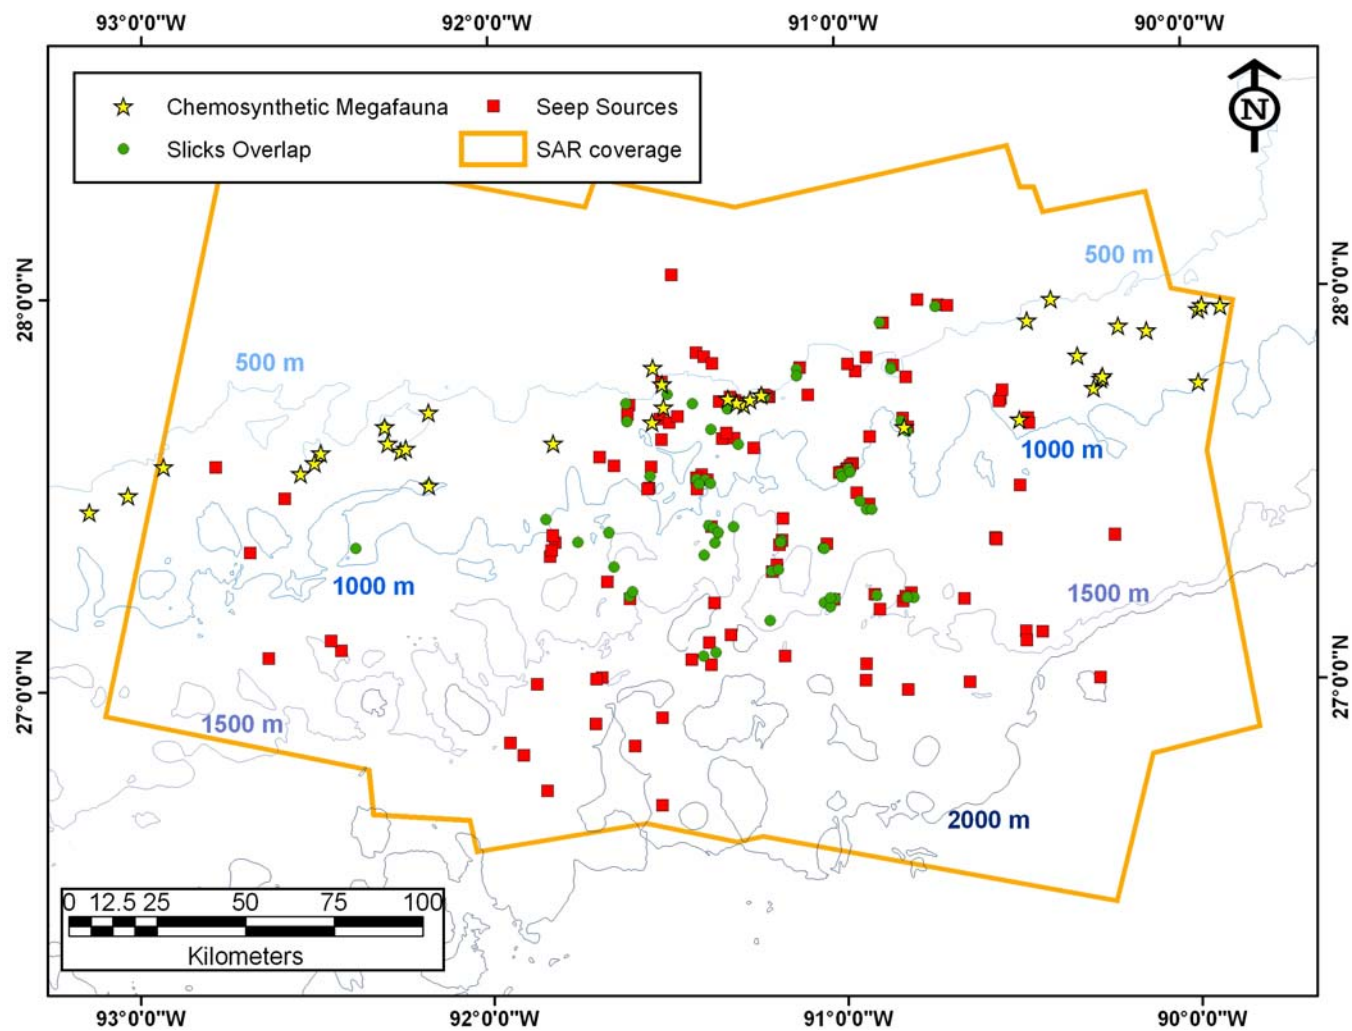 93°0'0"W 92°0'0"W 91°0'0"W 90°0'0"W
Chemosynthetic Megafauna Seep Sources
Slicks Overlap SAR coverage
N
500 m
28°0'0"N 28°0'0"N
500 m
1000 m
1000 m
1500 m
27°0'0"N 27°0'0"N
1500 m
2000 m
0 12.5 25 50 75 100
Kilometers
93°0'0"W 92°0'0"W 91°0'0"W 90°0'0"W